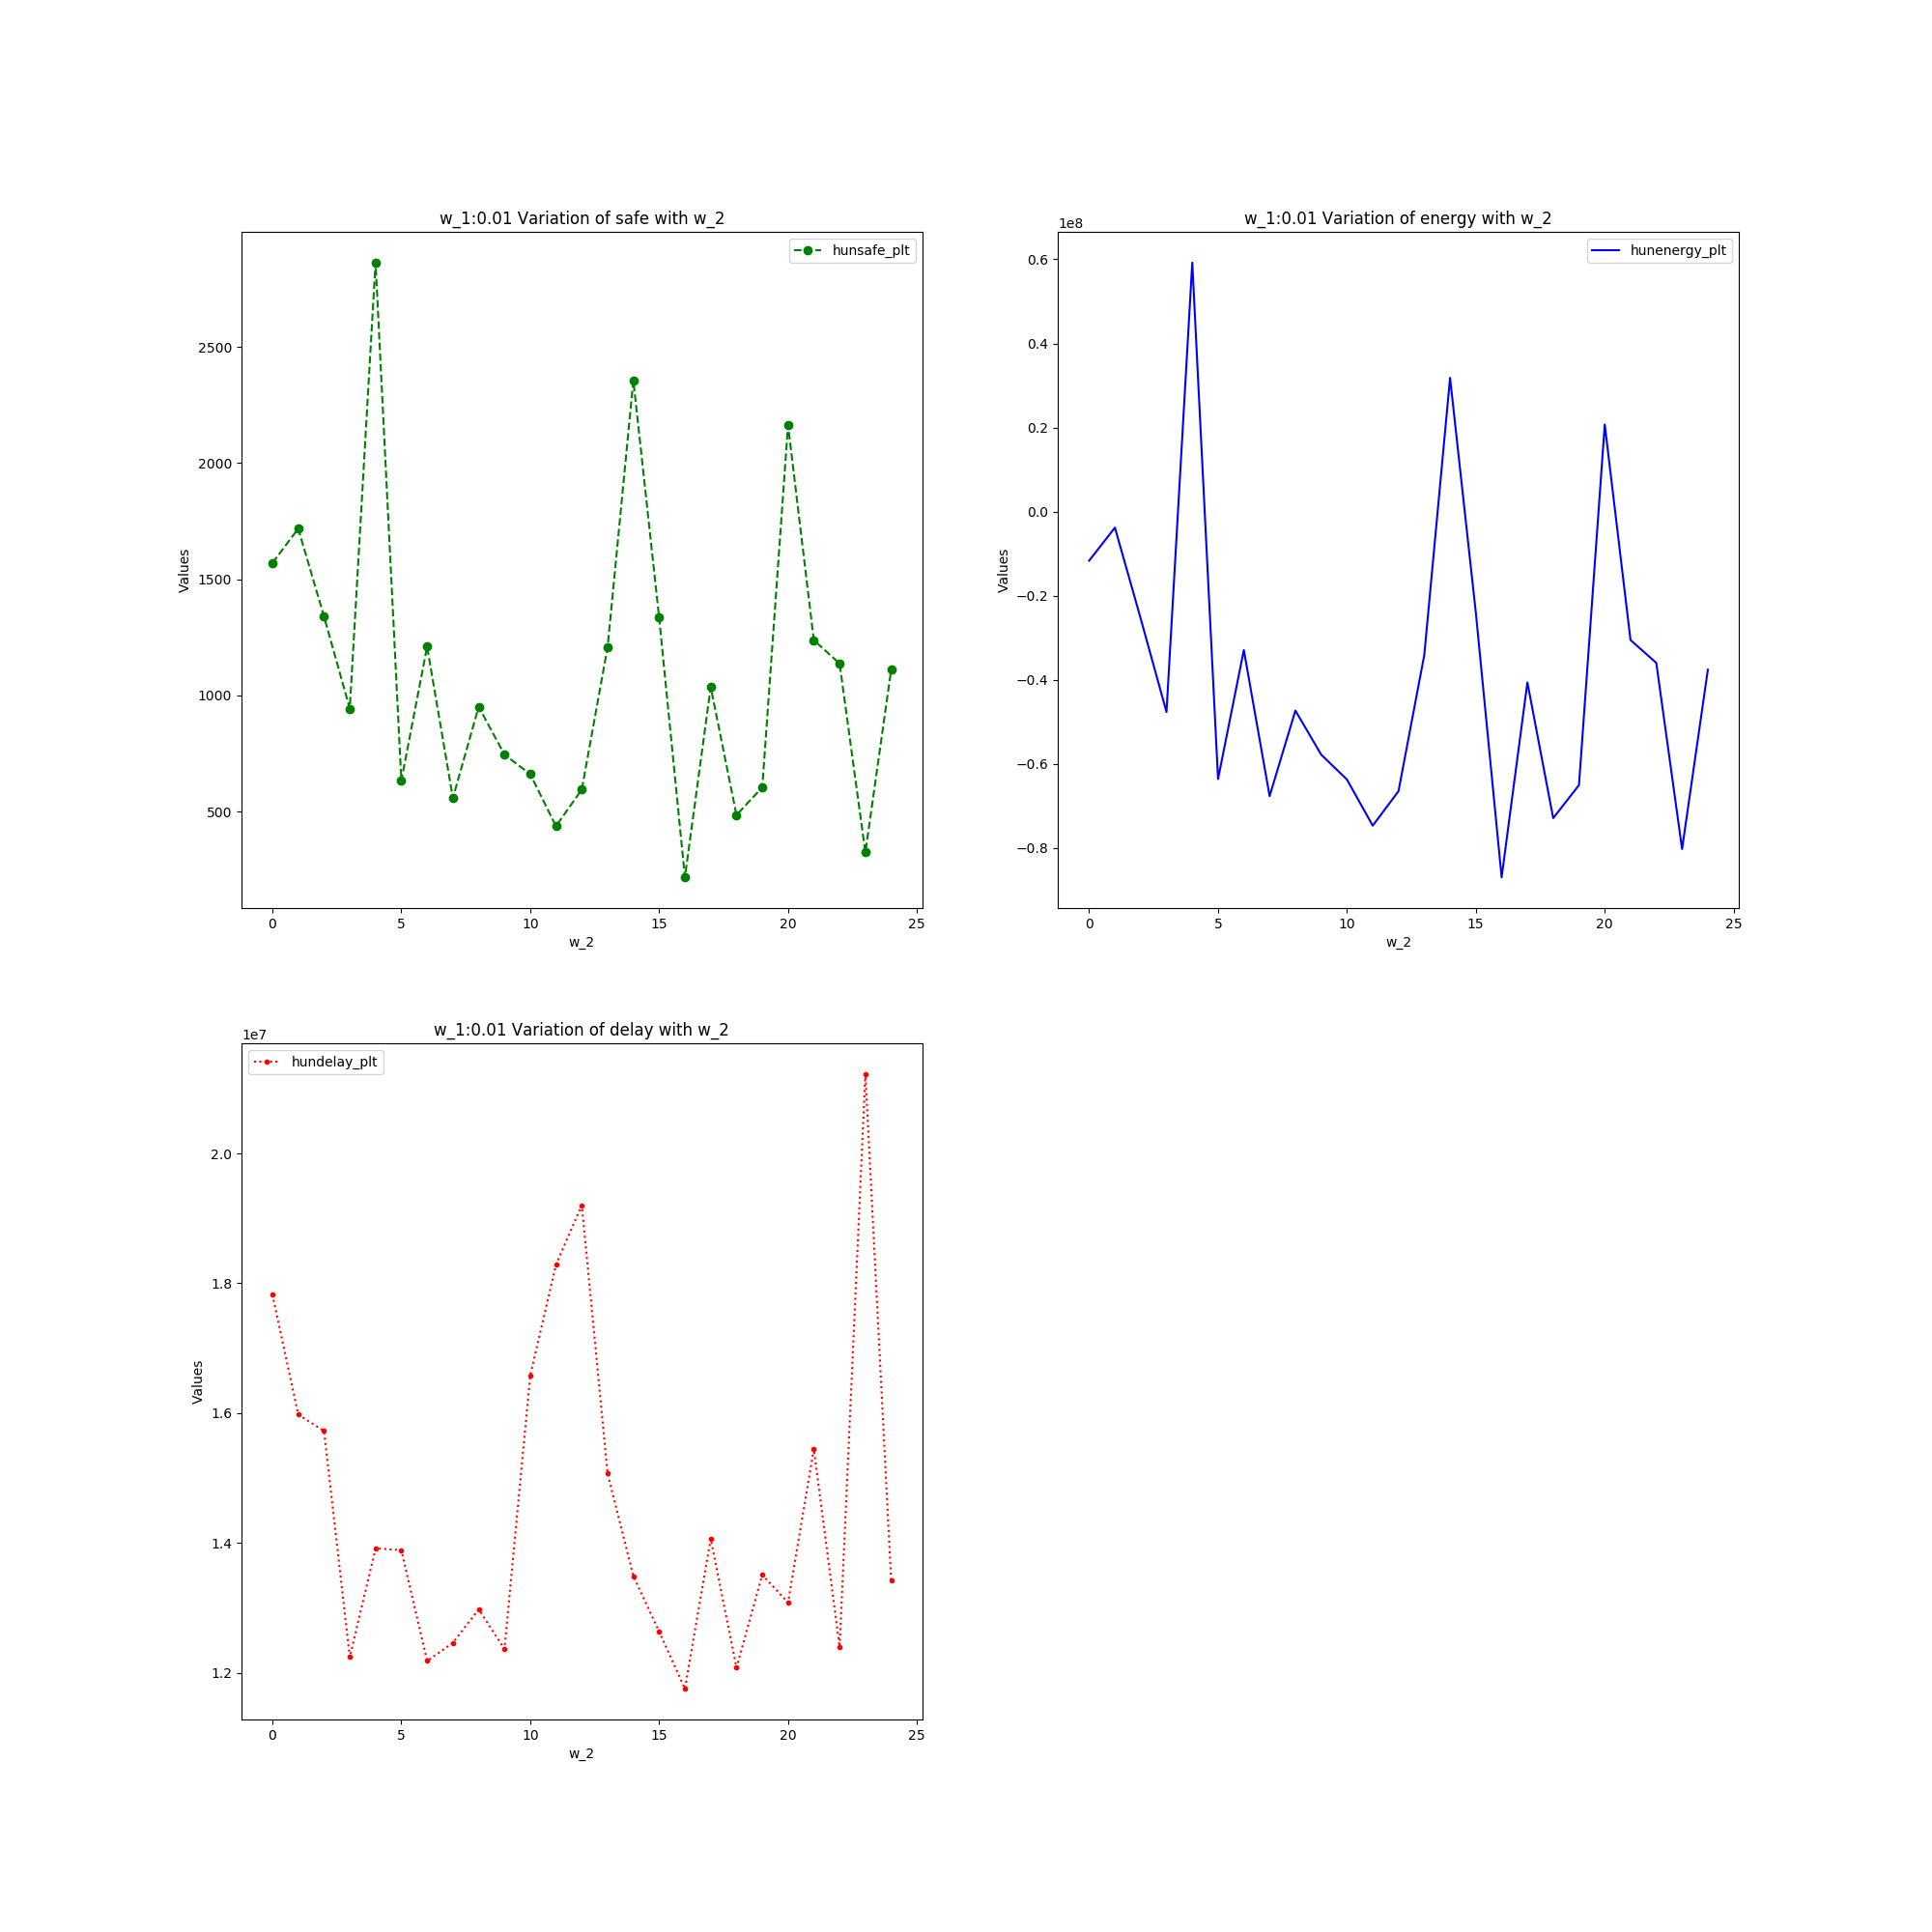 w_1:0.01 Variation of safe with w_2
hunsafe_plt
2500
2000
1500
1000
500
Values
0 5 10 15 20 25
w_2
w_1:0.01 Variation of energy with w_2
1e8
hunenergy_plt
0.6
0.4
0.2
0.0
−0.2
−0.4
−0.6
−0.8
Values
0 5 10 15 20 25
w_2
w_1:0.01 Variation of delay with w_2
1e7
hundelay_plt
2.0
1.8
1.6
1.4
1.2
Values
0 5 10 15 20 25
w_2